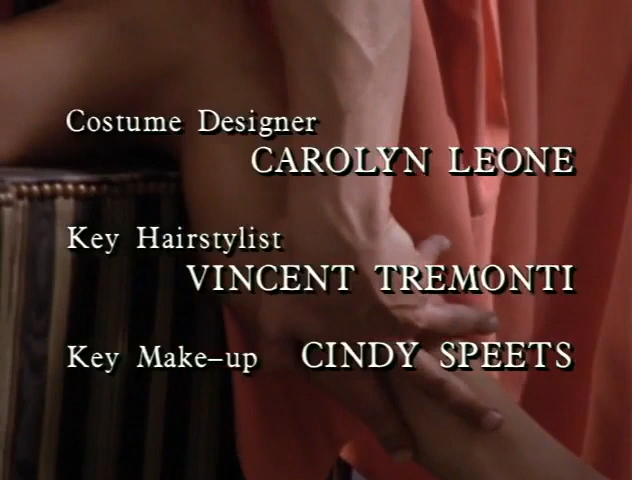 Costume Designer
CAROLYN LEONE
Key Hairstylist
VINCENT TREMONTI
Key Make-up CINDY SPEETS